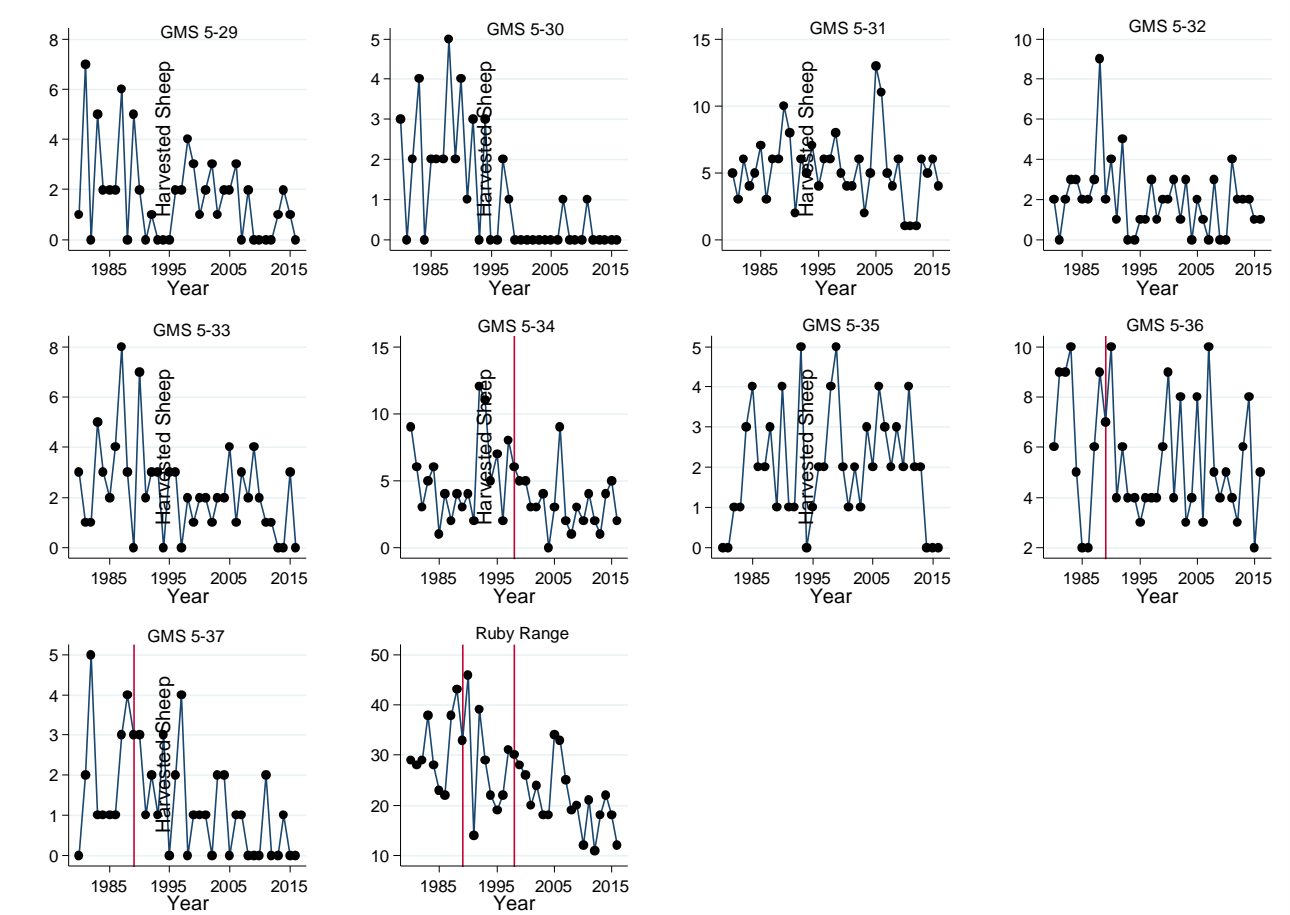 GMS 5-29
8
6
4
2
0
Harvested Sheep
1985 1995 2005 2015
Year
GMS 5-30
5
4
3
2
1
0
Harvested Sheep
1985 1995 2005 2015
Year
GMS 5-31
15
10
5
0
Harvested Sheep
1985 1995 2005 2015
Year
GMS 5-32
10
8
6
4
2
0
1985 1995 2005 2015
Year
GMS 5-33
8
6
4
2
0
Harvested Sheep
1985 1995 2005 2015
Year
GMS 5-34
15
10
5
0
Harvested Sheep
1985 1995 2005 2015
Year
GMS 5-35
5
4
3
2
1
0
Harvested Sheep
1985 1995 2005 2015
Year
GMS 5-36
10
8
6
4
2
1985 1995 2005 2015
Year
GMS 5-37
5
4
3
2
1
0
Harvested Sheep
1985 1995 2005 2015
Year
Ruby Range
50
40
30
20
10
1985 1995 2005 2015
Year